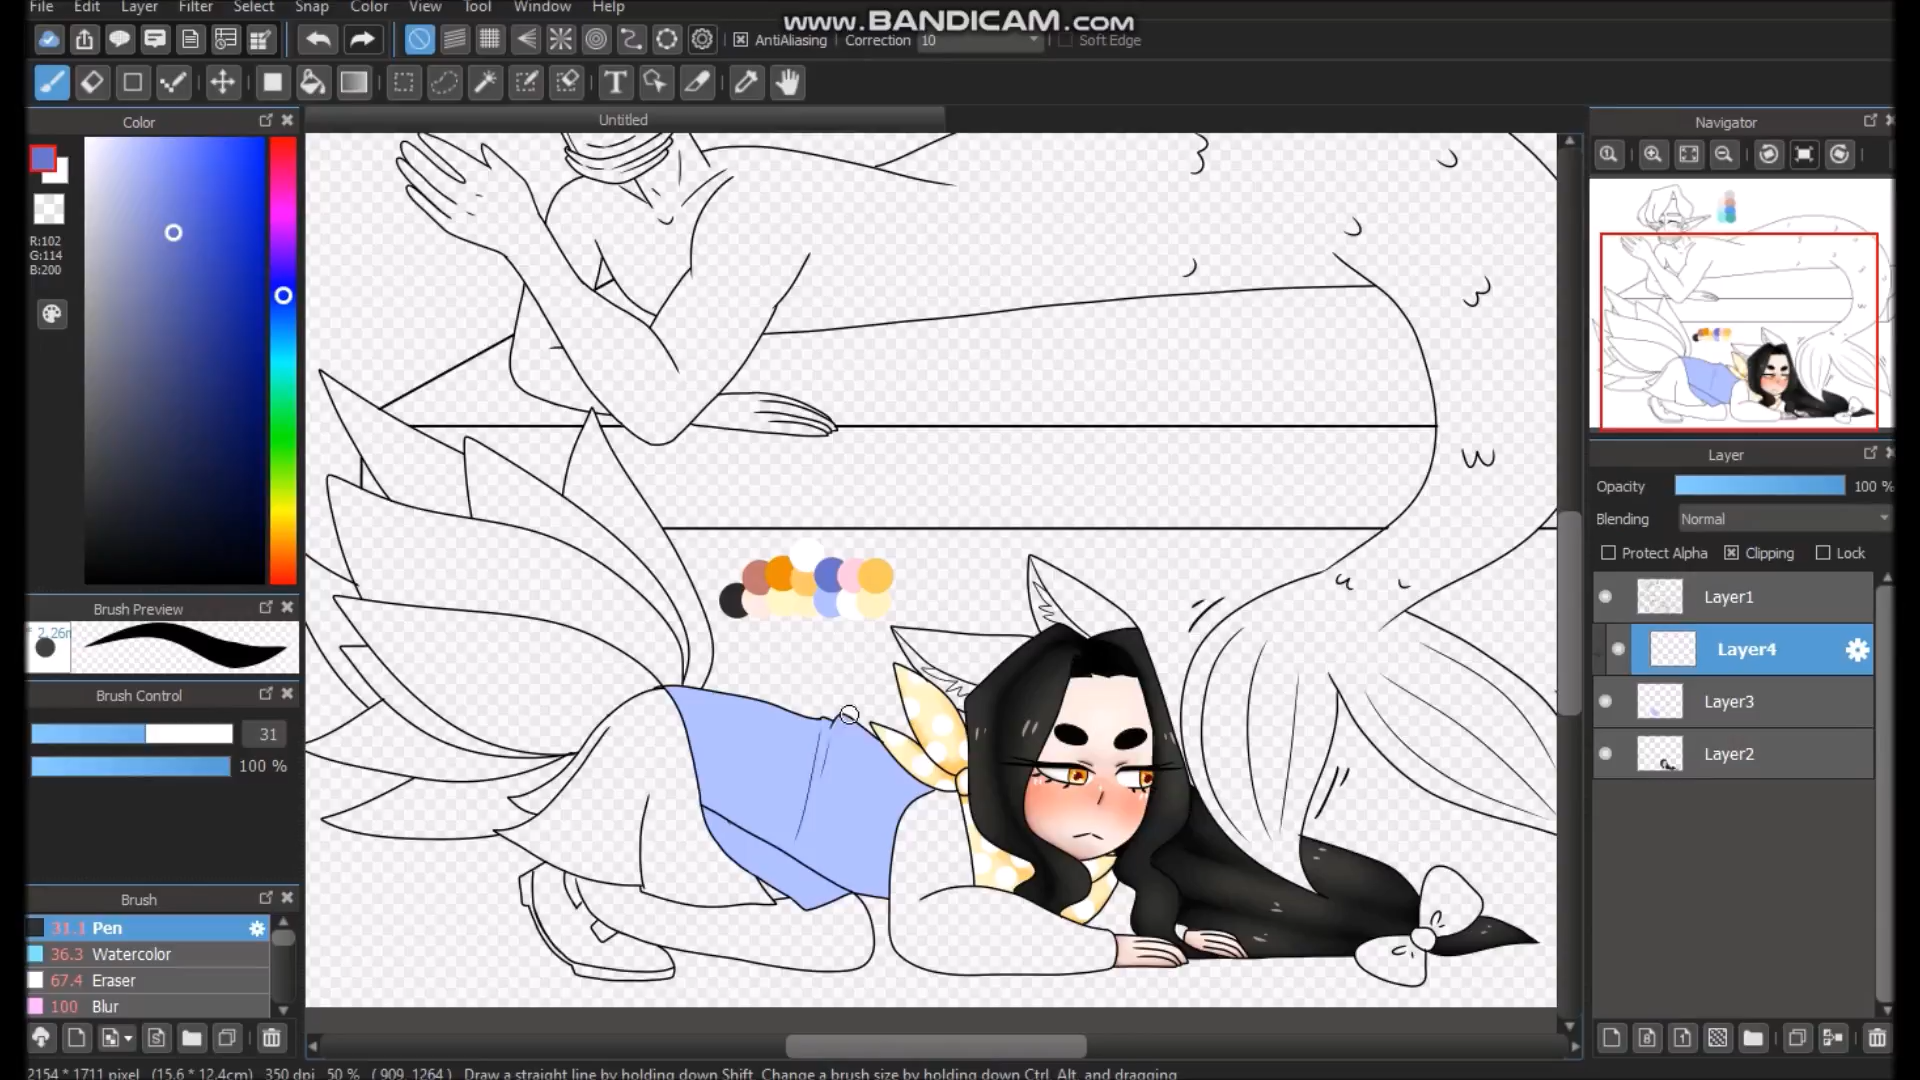 File Edit Layer Filter Select Snap Color View Tool Window Help
www.BANDICAM.com
AntiAliasing Correction 10 Soft Edge
T
Color
Untitled
Navigator
R:102
G:114
B:200
Layer
Opacity 100 %
Blending Normal
Protect Alpha Clipping Lock
Layer1
Layer4
Layer3
Layer2
Brush Preview
2.26m
Brush Control
31
100 %
Brush
31.1 Pen
36.3 Watercolor
67.4 Eraser
100 Blur
2154 * 1711 pixel (15.6 * 12.4cm) 350 dpi 50 % ( 909, 1264 ) Draw a straight line by holding down Shift, Change a brush size by holding down Ctrl, Alt, and dragging